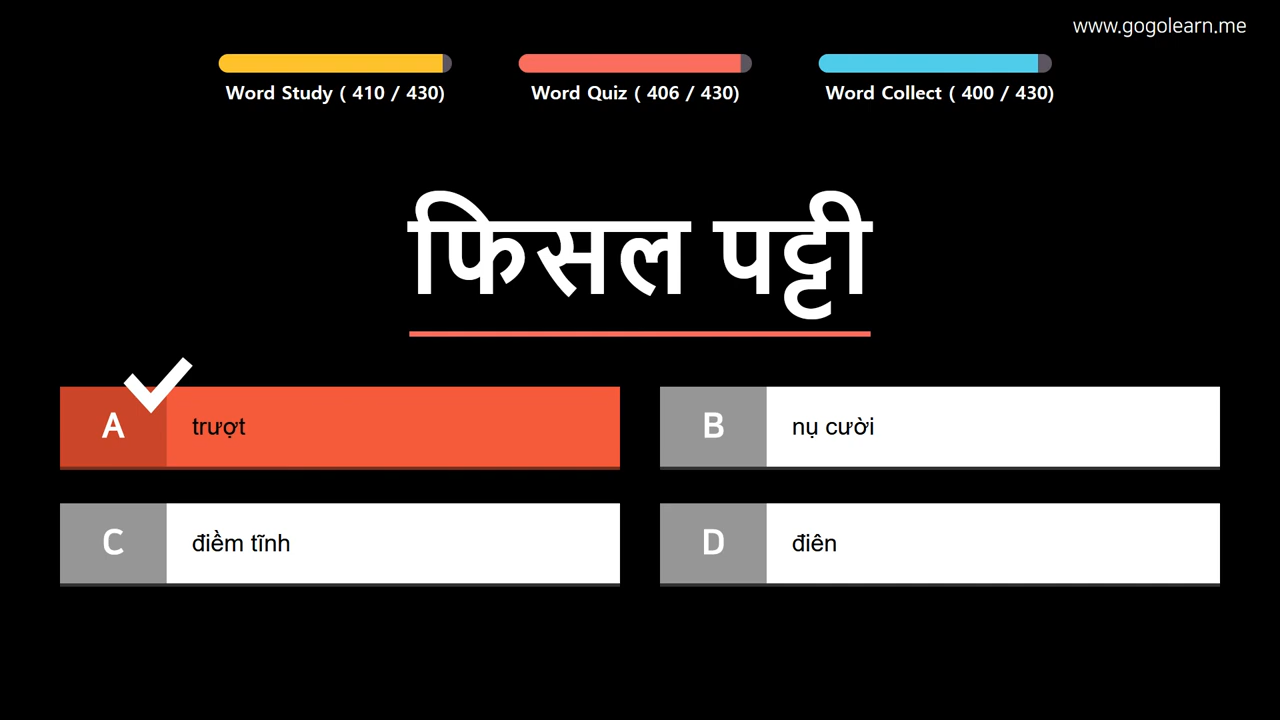 www.gogolearn.me
Word Study ( 410 / 430) Word Quiz ( 406 / 430) Word Collect ( 400 / 430)
फिसल पट्टी
A trượt
B nụ cười
C điềm tĩnh
D điên